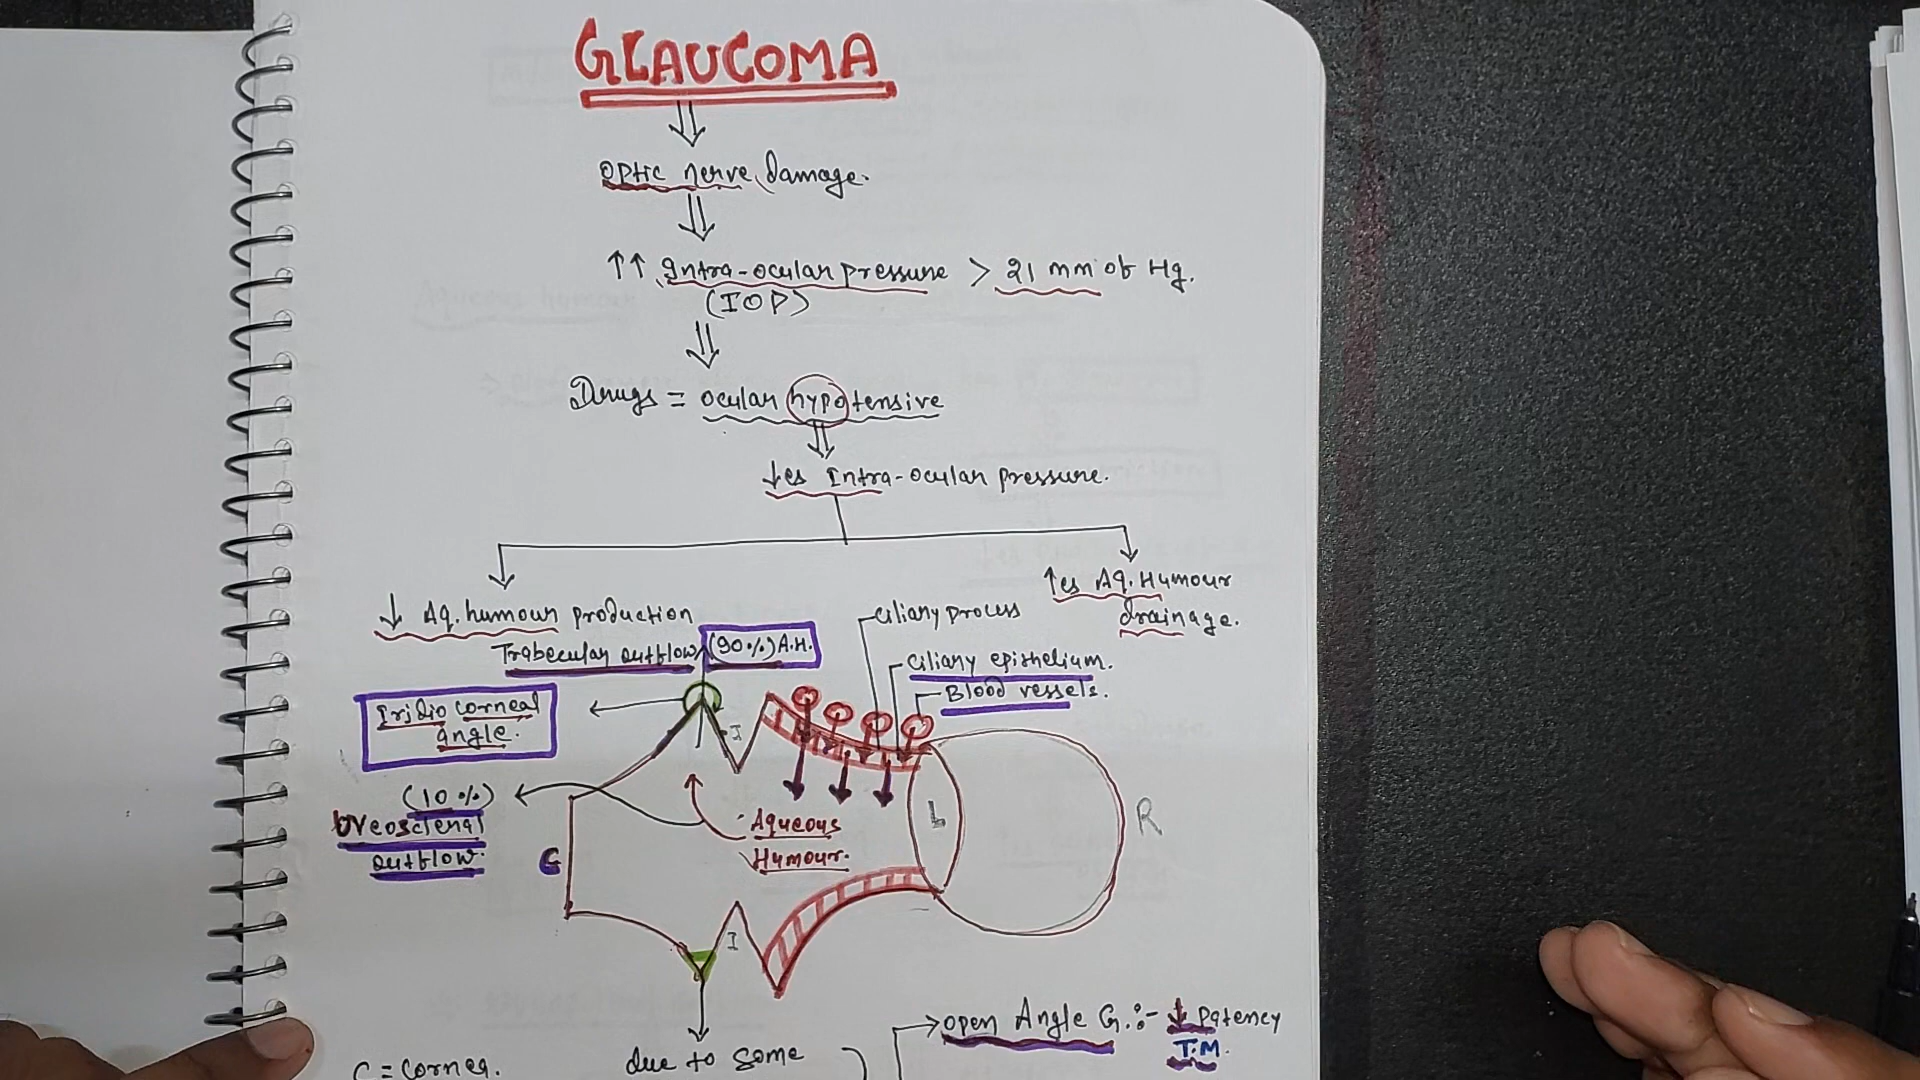 GLAUCOMA
optic nerve damage.
↑↑ Intra-ocular pressure > 21 mm of Hg.
(IOP)
Drugs = ocular hypotensive
↓es Intra-ocular pressure.
↓ Aq. humour production
↑es Aq. Humour
drainage.
Trabecular outflow (90%) A.H.
ciliary process
ciliary epithelium.
Blood vessels.
Irjdio corneal
angle.
I
(10%)
Uveoscleral
outflow.
C
Aqueous
Humour.
L
R
I
open Angle G.:- ↓ patency
T.M.
C = Cornea.
due to some